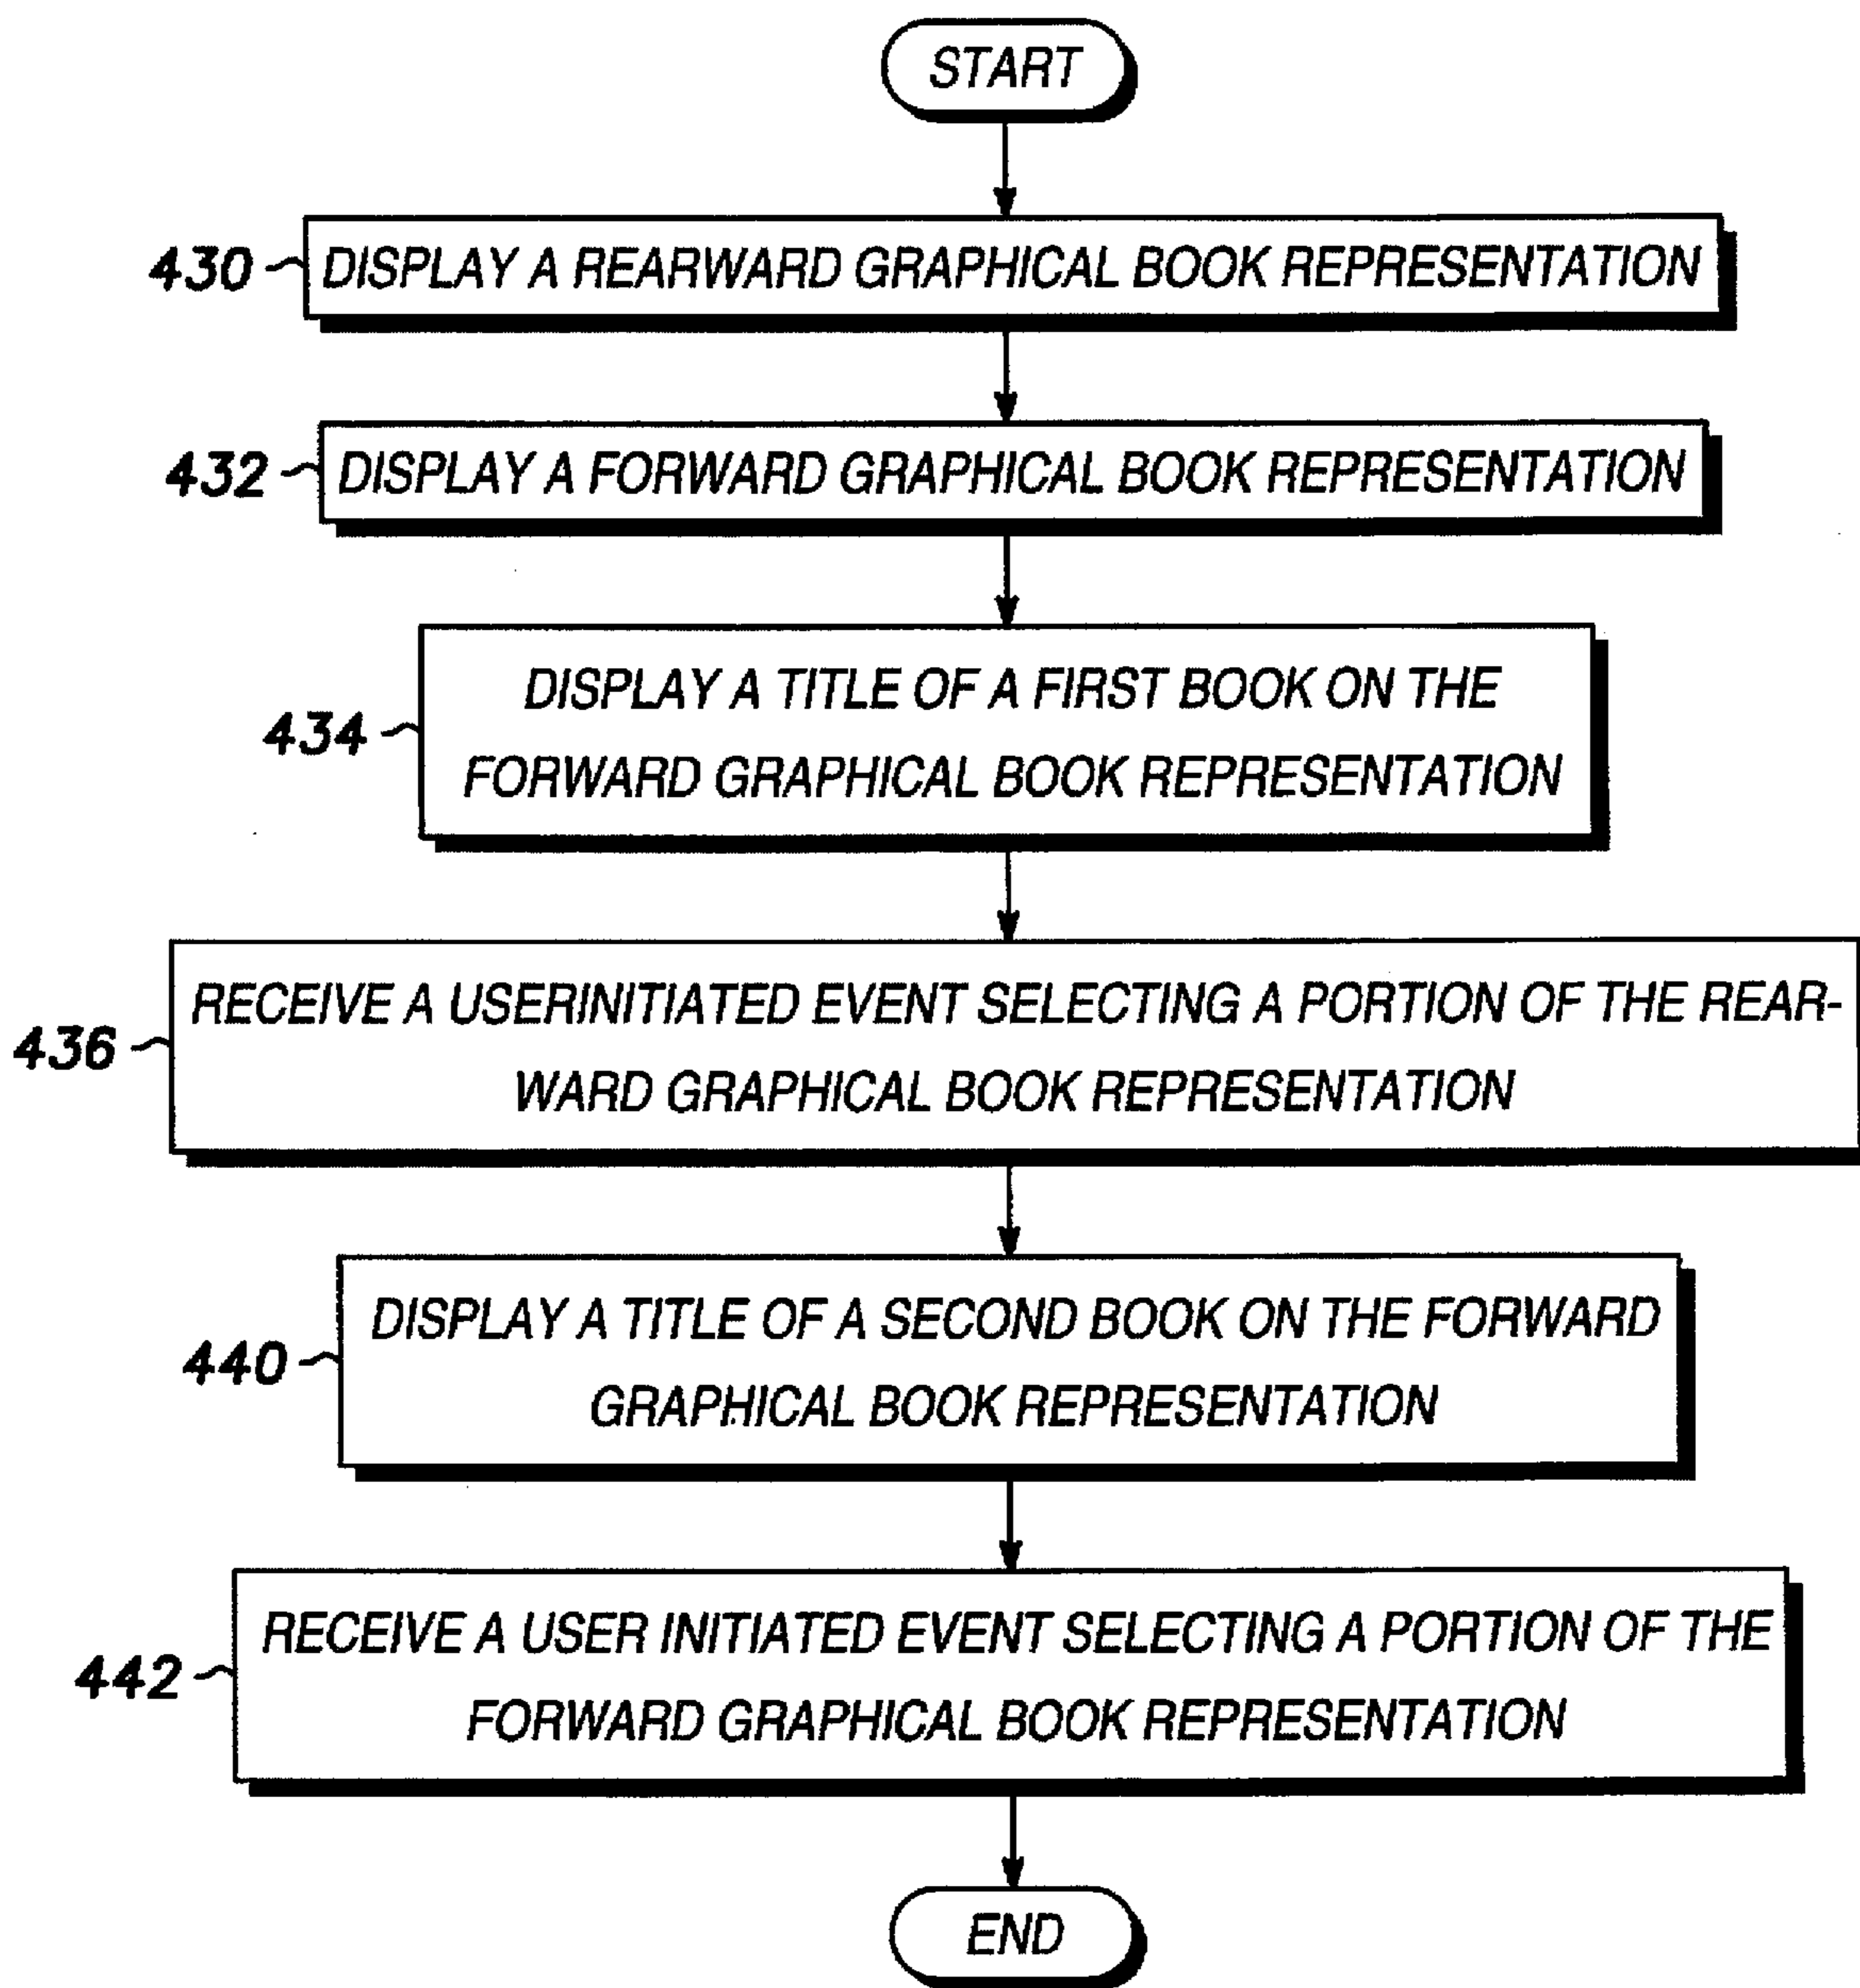 START
430 DISPLAY A REARWARD GRAPHICAL BOOK REPRESENTATION
432 DISPLAY A FORWARD GRAPHICAL BOOK REPRESENTATION
DISPLAY A TITLE OF A FIRST BOOK ON THE
434
FORWARD GRAPHICAL BOOK REPRESENTATION
RECEIVE A USERINITIATED EVENT SELECTING A PORTION OF THE REAR-
436
WARD GRAPHICAL BOOK REPRESENTATION
DISPLAY A TITLE OF A SECOND BOOK ON THE FORWARD
440
GRAPHICAL BOOK REPRESENTATION
RECEIVE A USER INITIATED EVENT SELECTING A PORTION OF THE
442
FORWARD GRAPHICAL BOOK REPRESENTATION
END